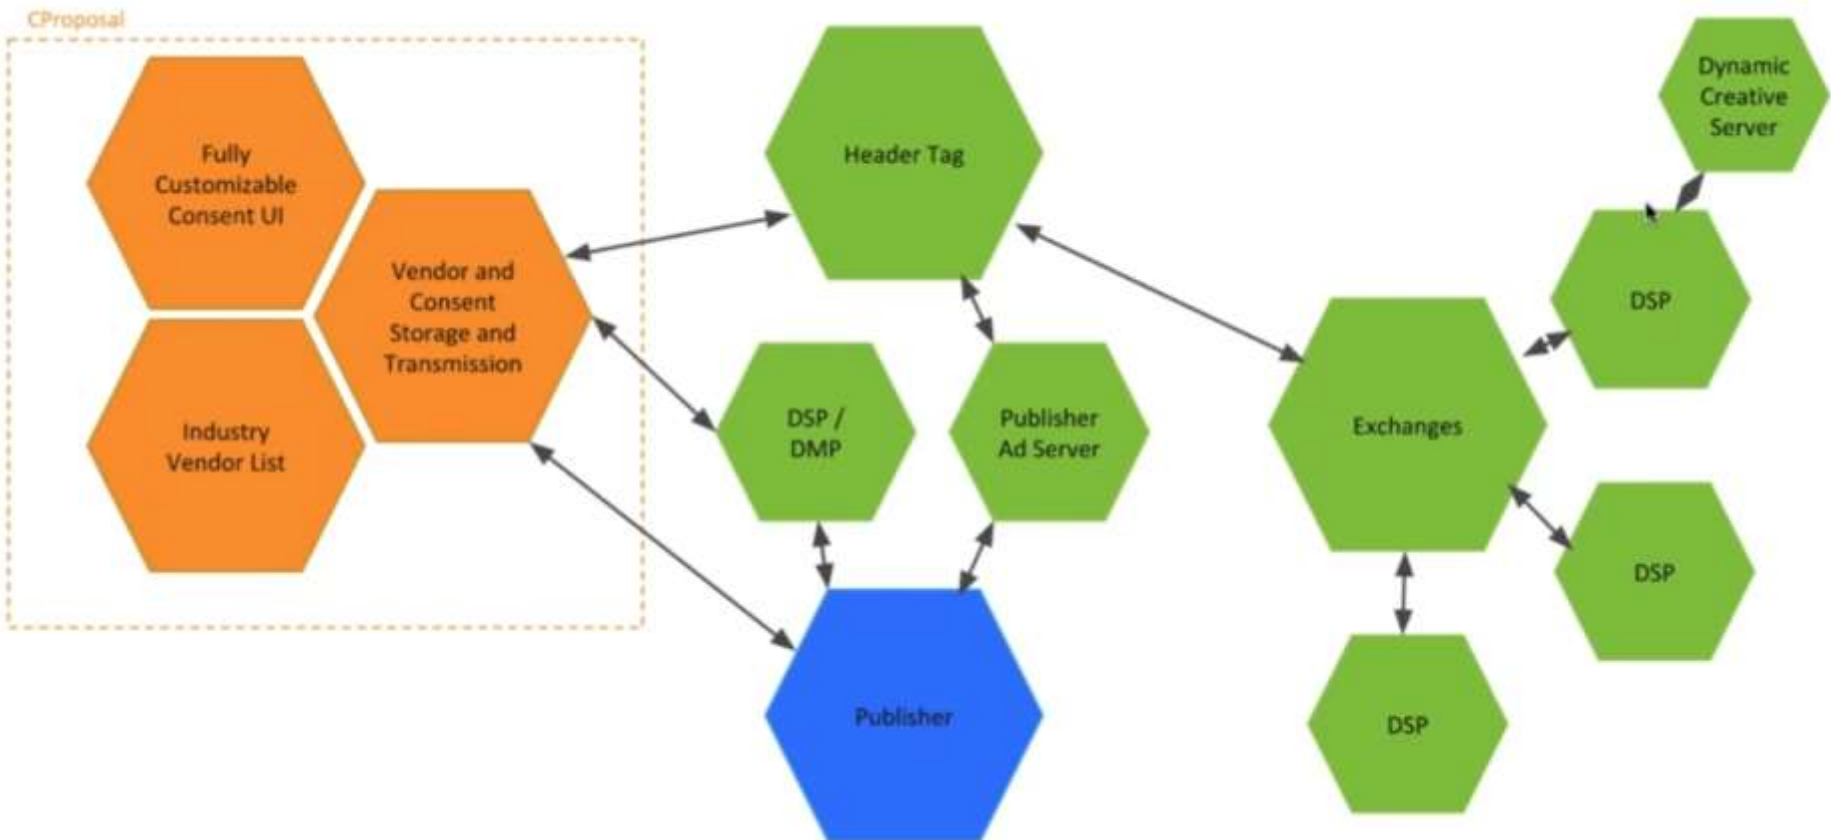 CProposal
Fully
Customizable
Consent UI
Vendor and
Consent
Storage and
Transmission
Industry
Vendor List
Header Tag
DSP /
DMP
Publisher
Ad Server
Publisher
Exchanges
Dynamic
Creative
Server
DSP
DSP
DSP